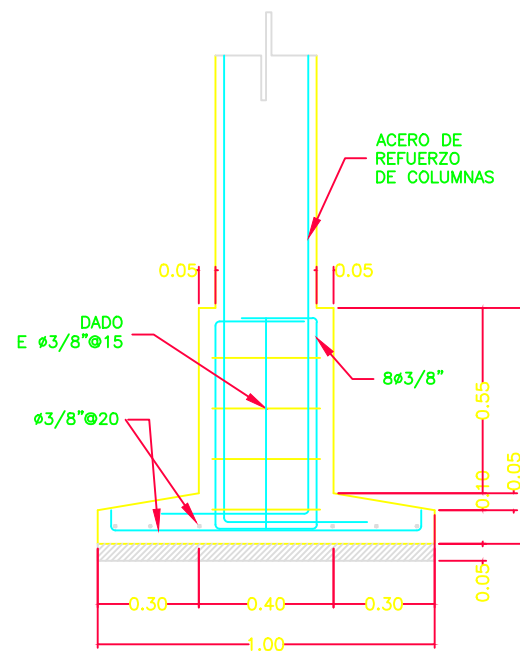 ACERO DE
REFUERZO
DE COLUMNAS
0.05
0.05
DADO
E ø3/8"@15
8ø3/8"
ø3/8"@20
0.55
0.05
0.10
0.05
0.30
0.40
0.30
1.00